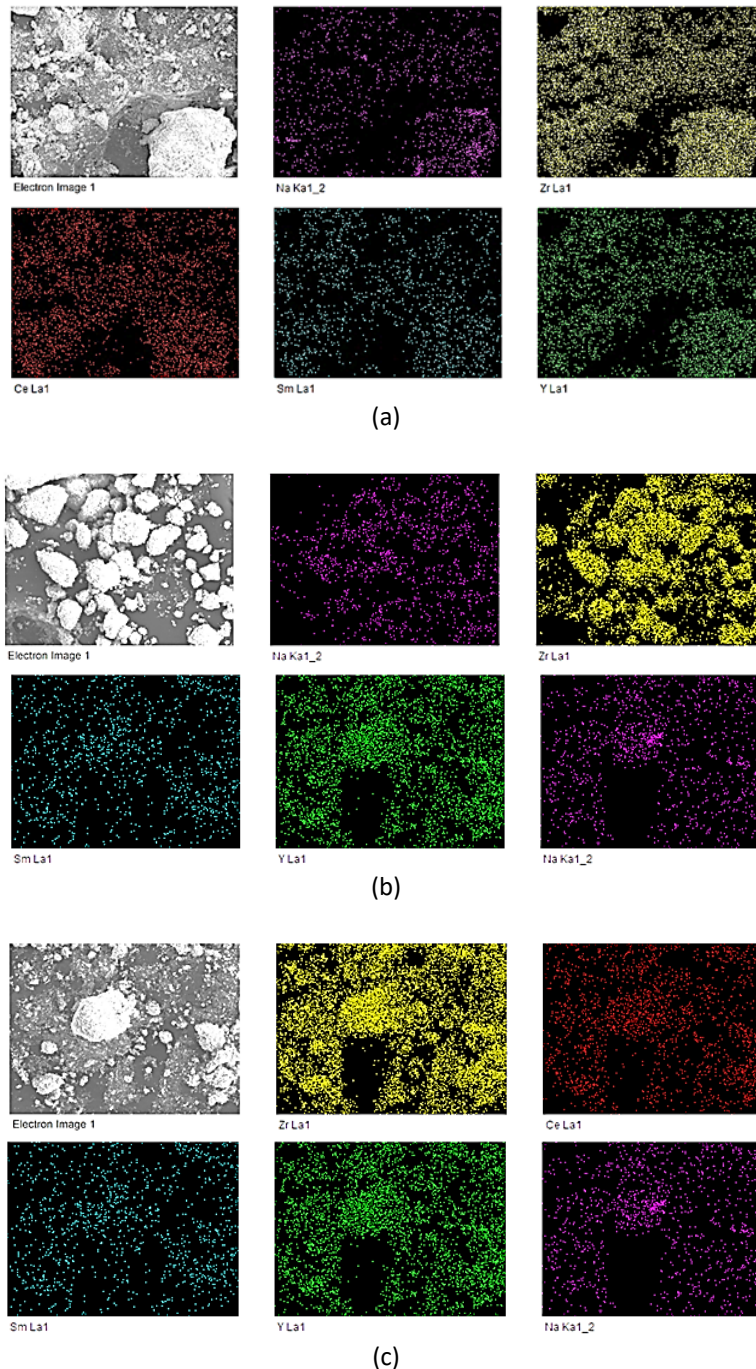 Electron Image 1
Na Ka1_2
Zr La1
Ce La1
Sm La1
Y La1
(a)
Electron Image 1
Na Ka1_2
Zr La1
Sm La1
Y La1
Na Ka1_2
(b)
Electron Image 1
Zr La1
Ce La1
Sm La1
Y La1
Na Ka1_2
(c)